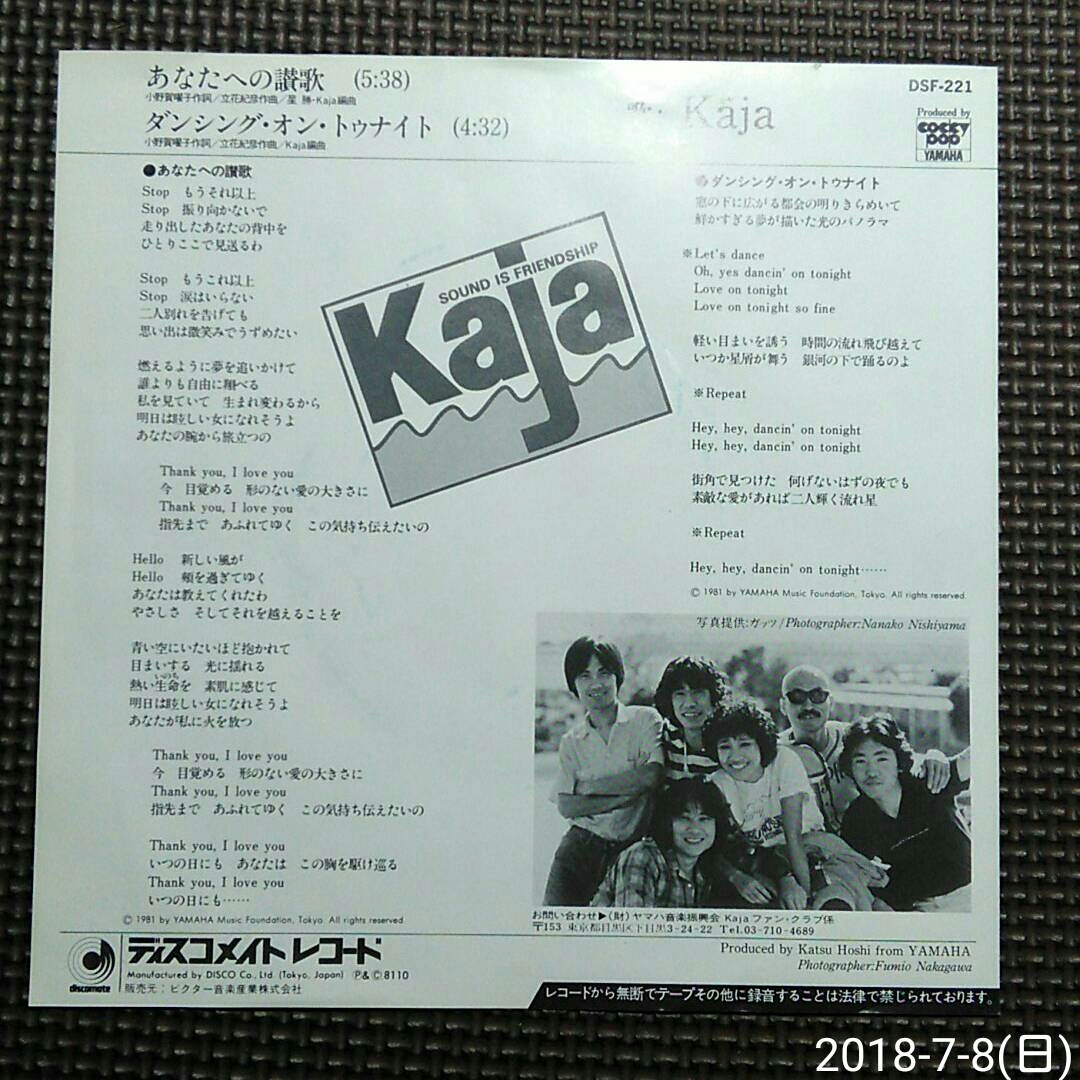 あなたへの讃歌 (5:38)
小野賀曜子作詞/立花紀彦作曲/星 勝・Kaja編曲
ダンシング・オン・トゥナイト (4:32)
小野賀曜子作詞/立花紀彦作曲/Kaja編曲
Kaja
DSF-221
Produced by
cocky
pop
YAMAHA
●あなたへの讃歌
Stop もうそれ以上
Stop 振り向かないで
走り出したあなたの背中を
ひとりここで見送るわ
Stop もうこれ以上
Stop 涙はいらない
二人別れを告げても
思い出は微笑みでうずめたい
燃えるように夢を追いかけて
誰よりも自由に翔べる
私を見ていて 生まれ変わるから
明日は眩しい女になれそうよ
あなたの腕から旅立つの
Thank you, I love you
今 目覚める 形のない愛の大きさに
Thank you, I love you
指先まで あふれてゆく この気持ち伝えたいの
Hello 新しい風が
Hello 頬を過ぎてゆく
あなたは教えてくれたわ
やさしさ そしてそれを越えることを
青い空にいたいほど抱かれて
目まいする 光に揺れる
熱い生命を 素肌に感じて
いのち
明日は眩しい女になれそうよ
あなたが私に火を放つ
Thank you, I love you
今 目覚める 形のない愛の大きさに
Thank you, I love you
指先まで あふれてゆく この気持ち伝えたいの
Thank you, I love you
いつの日にも あなたは この胸を駆け巡る
Thank you, I love you
いつの日にも……
© 1981 by YAMAHA Music Foundation, Tokyo. All rights reserved.
SOUND IS FRIENDSHIP
Kaja
●ダンシング・オン・トゥナイト
窓の下に広がる都会の明りきらめいて
鮮かすぎる夢が描いた光のパノラマ
※Let's dance
Oh, yes dancin' on tonight
Love on tonight
Love on tonight so fine
軽い目まいを誘う 時間の流れ飛び越えて
いつか星屑が舞う 銀河の下で踊るのよ
※Repeat
Hey, hey, dancin' on tonight
Hey, hey, dancin' on tonight
街角で見つけた 何げないはずの夜でも
素敵な愛があれば二人輝く流れ星
※Repeat
Hey, hey, dancin' on tonight……
© 1981 by YAMAHA Music Foundation, Tokyo. All rights reserved.
写真提供:ガッツ/Photographer:Nanako Nishiyama
お問い合わせ▶(財)ヤマハ音楽振興会 Kajaファン・クラブ係
〒153 東京都目黒区下目黒3-24-22 Tel.03-710-4689
Produced by Katsu Hoshi from YAMAHA
Photographer:Fumio Nakagawa
discomate
ディスコメイトレコード
Manufactured by DISCO Co., Ltd. (Tokyo, Japan) Ⓟ&©8110
販売元:ビクター音楽産業株式会社
レコードから無断でテープその他に録音することは法律で禁じられております。
2018-7-8(日)